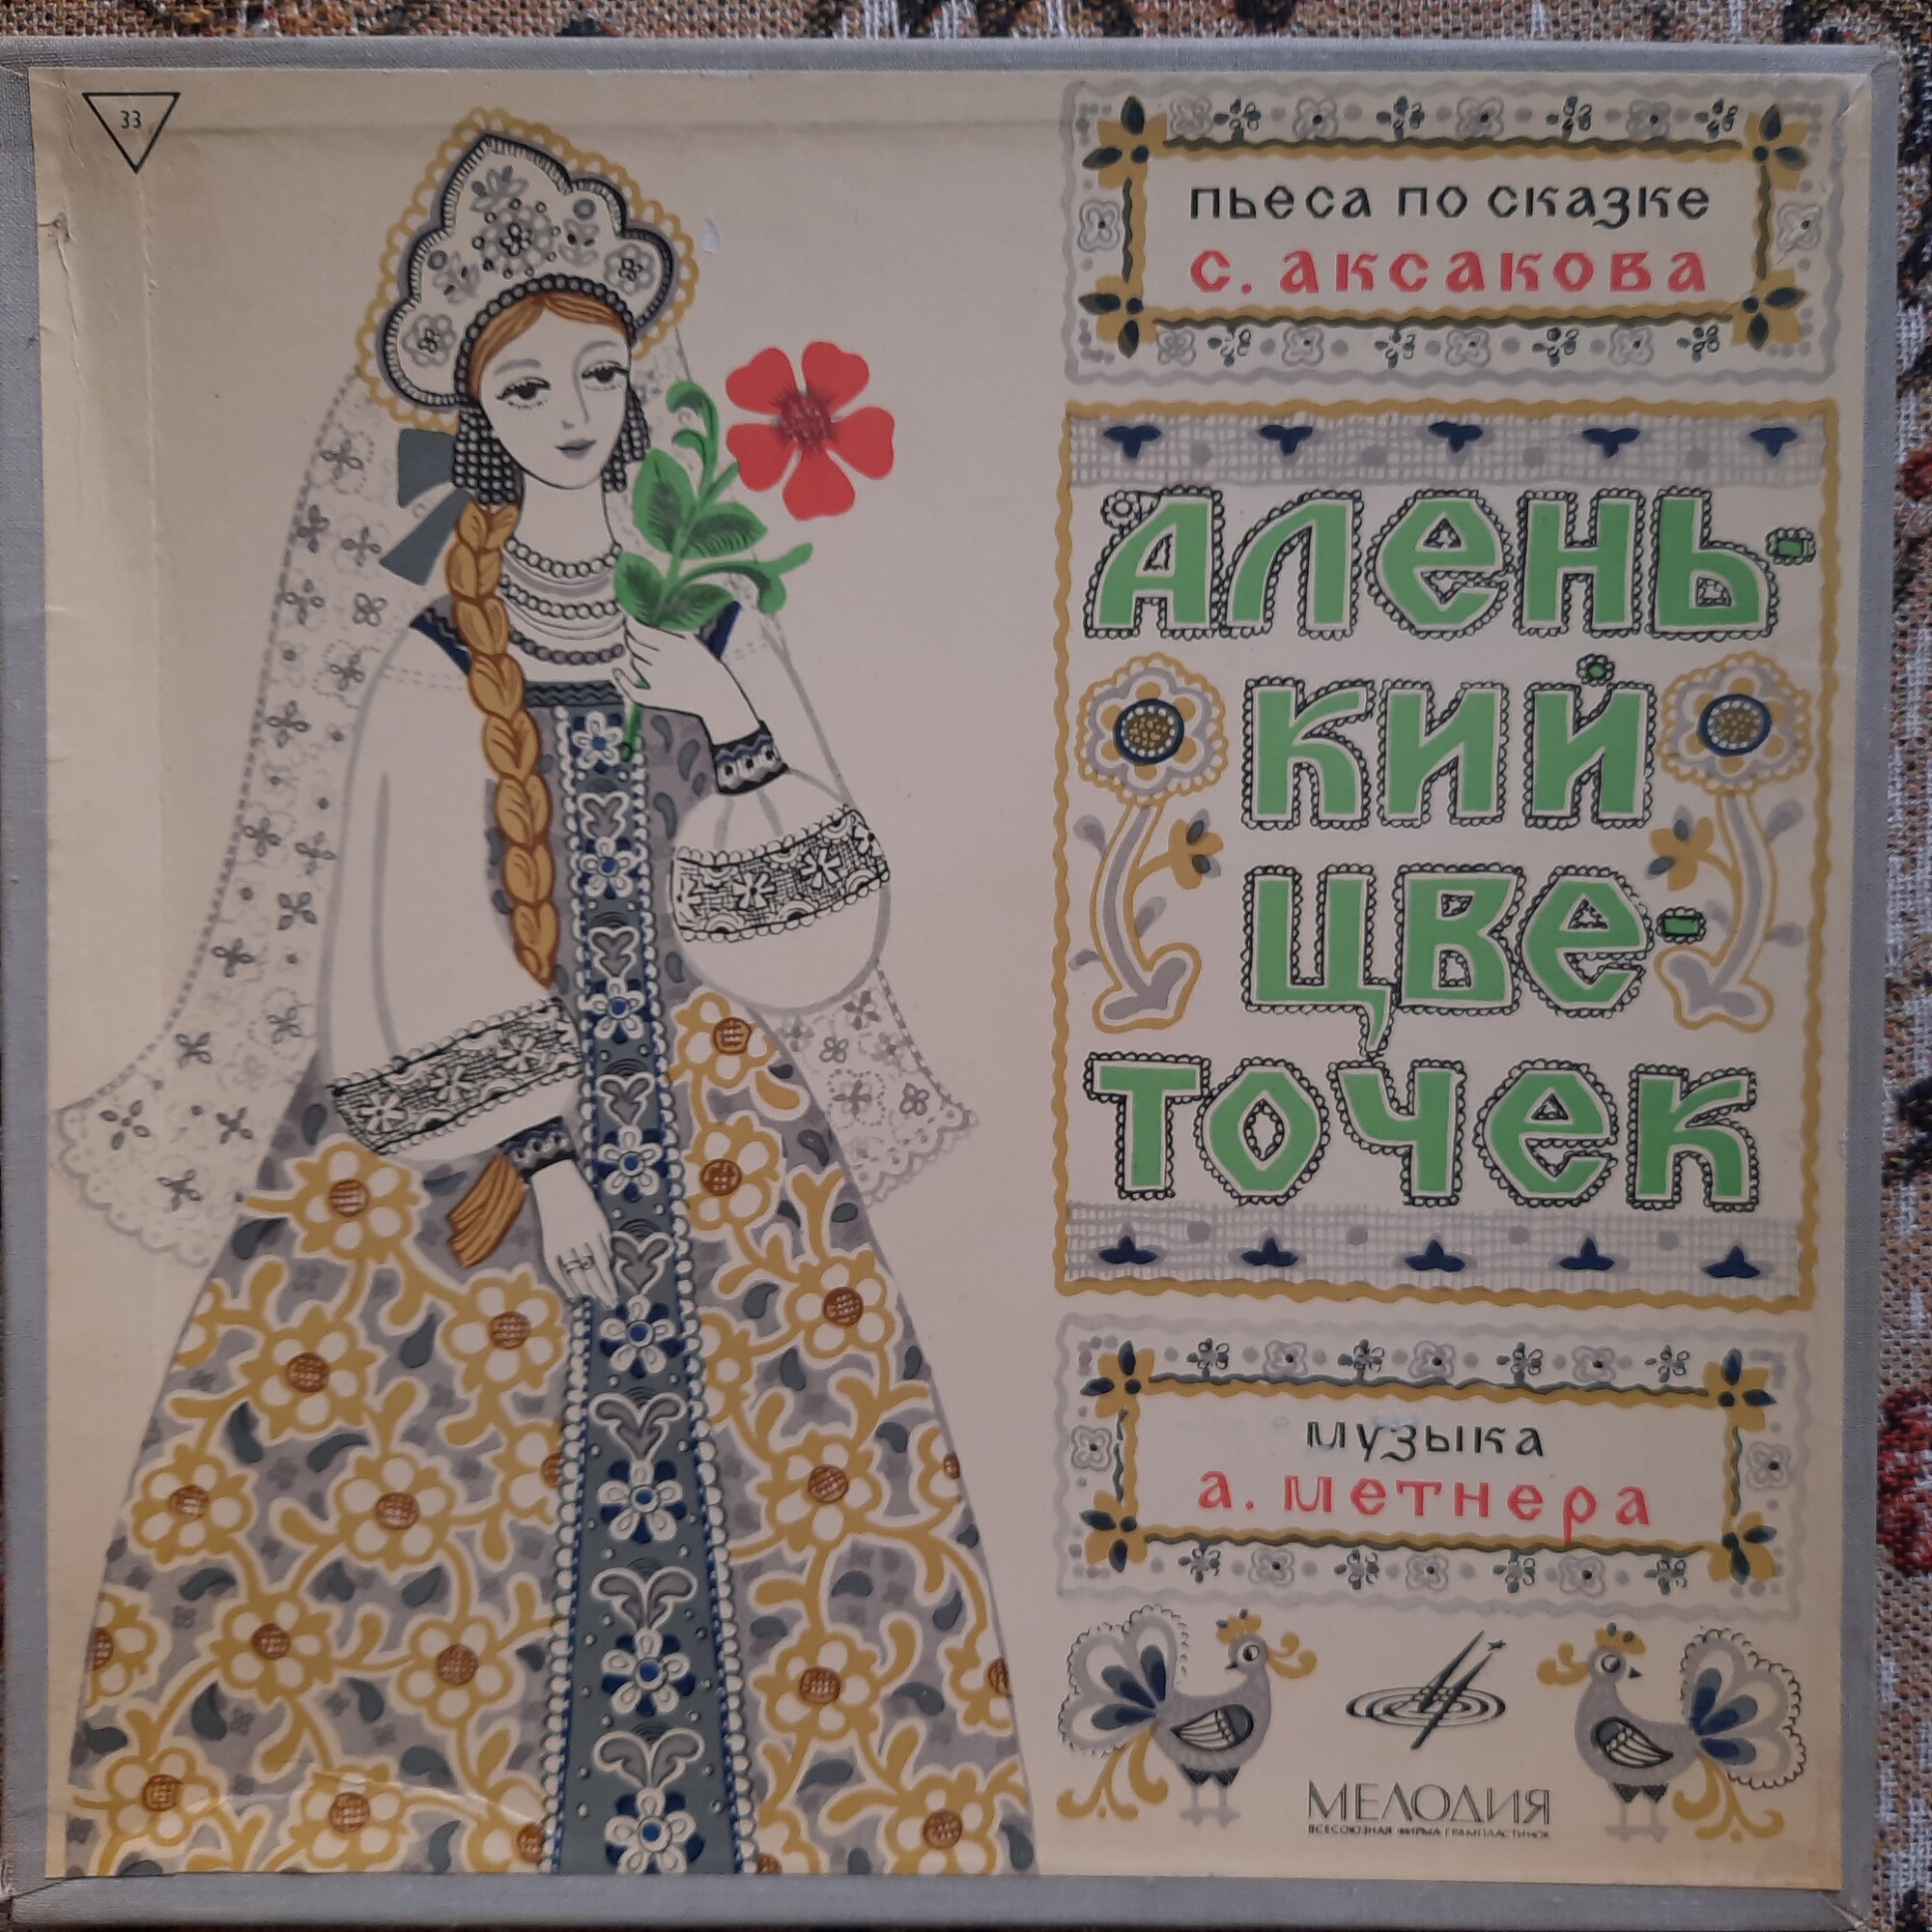 33
пьеса по сказке
с. аксакова
алень-
кий
цве-
точек
музыка
а. метнера
МЕЛОДИЯ
ВСЕСОЮЗНАЯ ФИРМА ГРАМПЛАСТИНОК